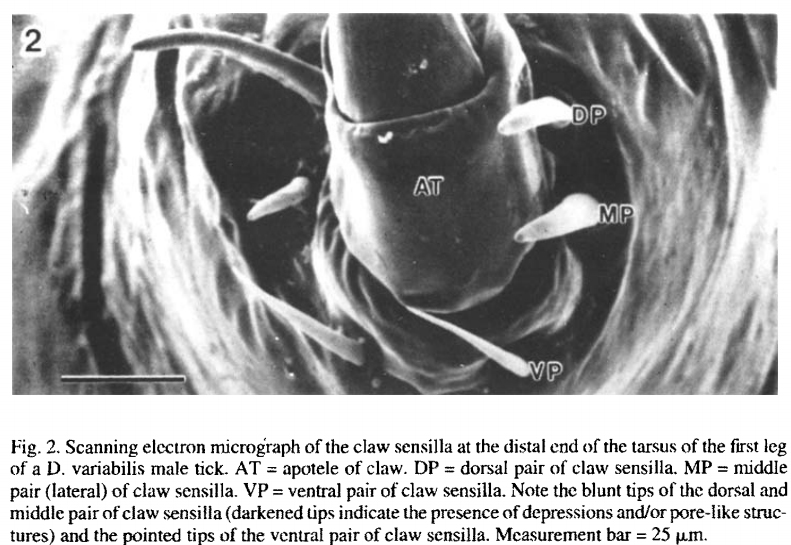 2
DP
AT
MP
VP
Fig. 2. Scanning electron micrograph of the claw sensilla at the distal end of the tarsus of the first leg
of a D. variabilis male tick. AT = apotele of claw. DP = dorsal pair of claw sensilla. MP = middle
pair (lateral) of claw sensilla. VP = ventral pair of claw sensilla. Note the blunt tips of the dorsal and
middle pair of claw sensilla (darkened tips indicate the presence of depressions and/or pore-like struc-
tures) and the pointed tips of the ventral pair of claw sensilla. Measurement bar = 25 μm.